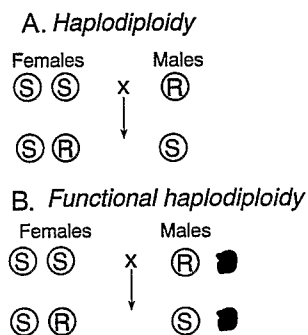 A. Haplodiploidy
Females Males
S S x R
S R S
B. Functional haplodiploidy
Females Males
S S x R
S R S